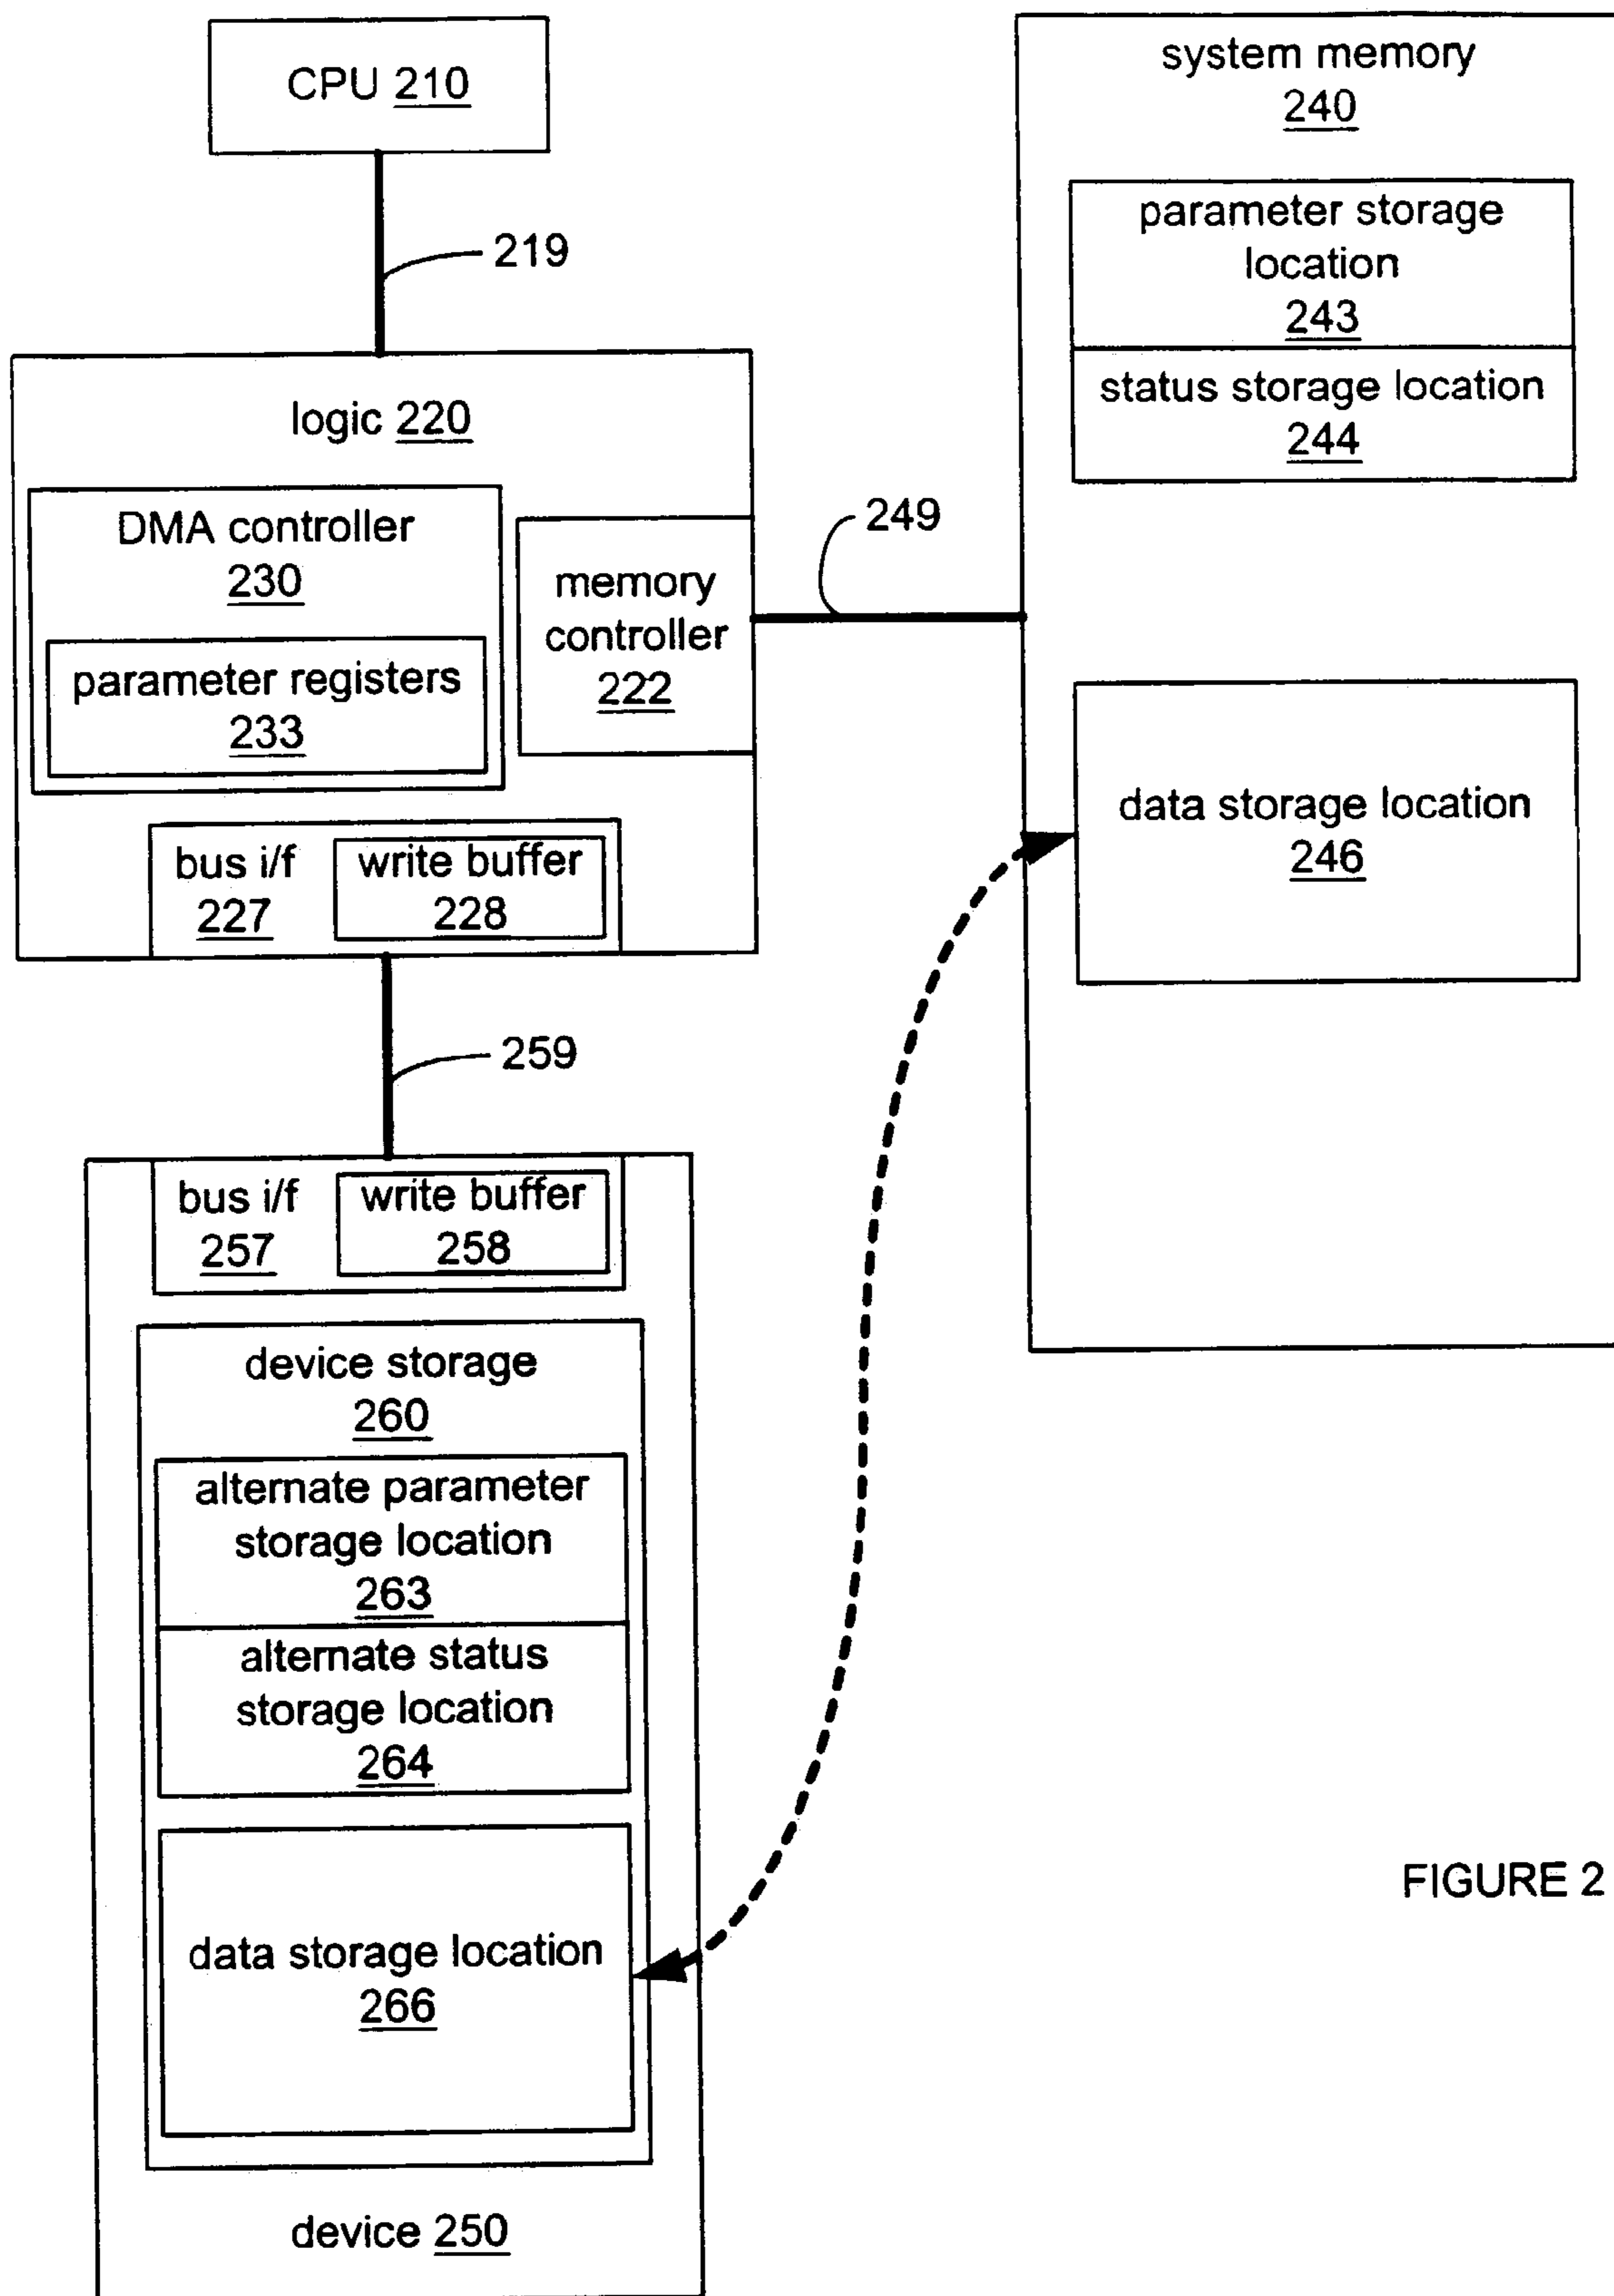 CPU 210
219
logic 220
DMA controller
230
parameter registers
233
memory
controller
222
bus i/f
227
write buffer
228
249
259
system memory
240
parameter storage
location
243
status storage location
244
data storage location
246
bus i/f
257
write buffer
258
device storage
260
alternate parameter
storage location
263
alternate status
storage location
264
data storage location
266
device 250
FIGURE 2